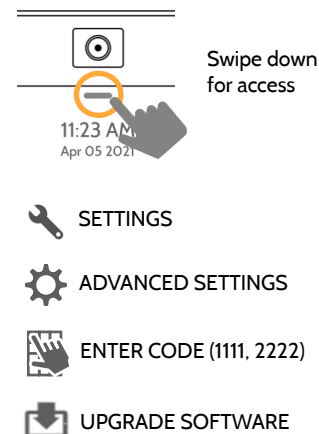 Swipe down
for access
11:23 AM
Apr 05 2021
SETTINGS
ADVANCED SETTINGS
ENTER CODE (1111, 2222)
UPGRADE SOFTWARE